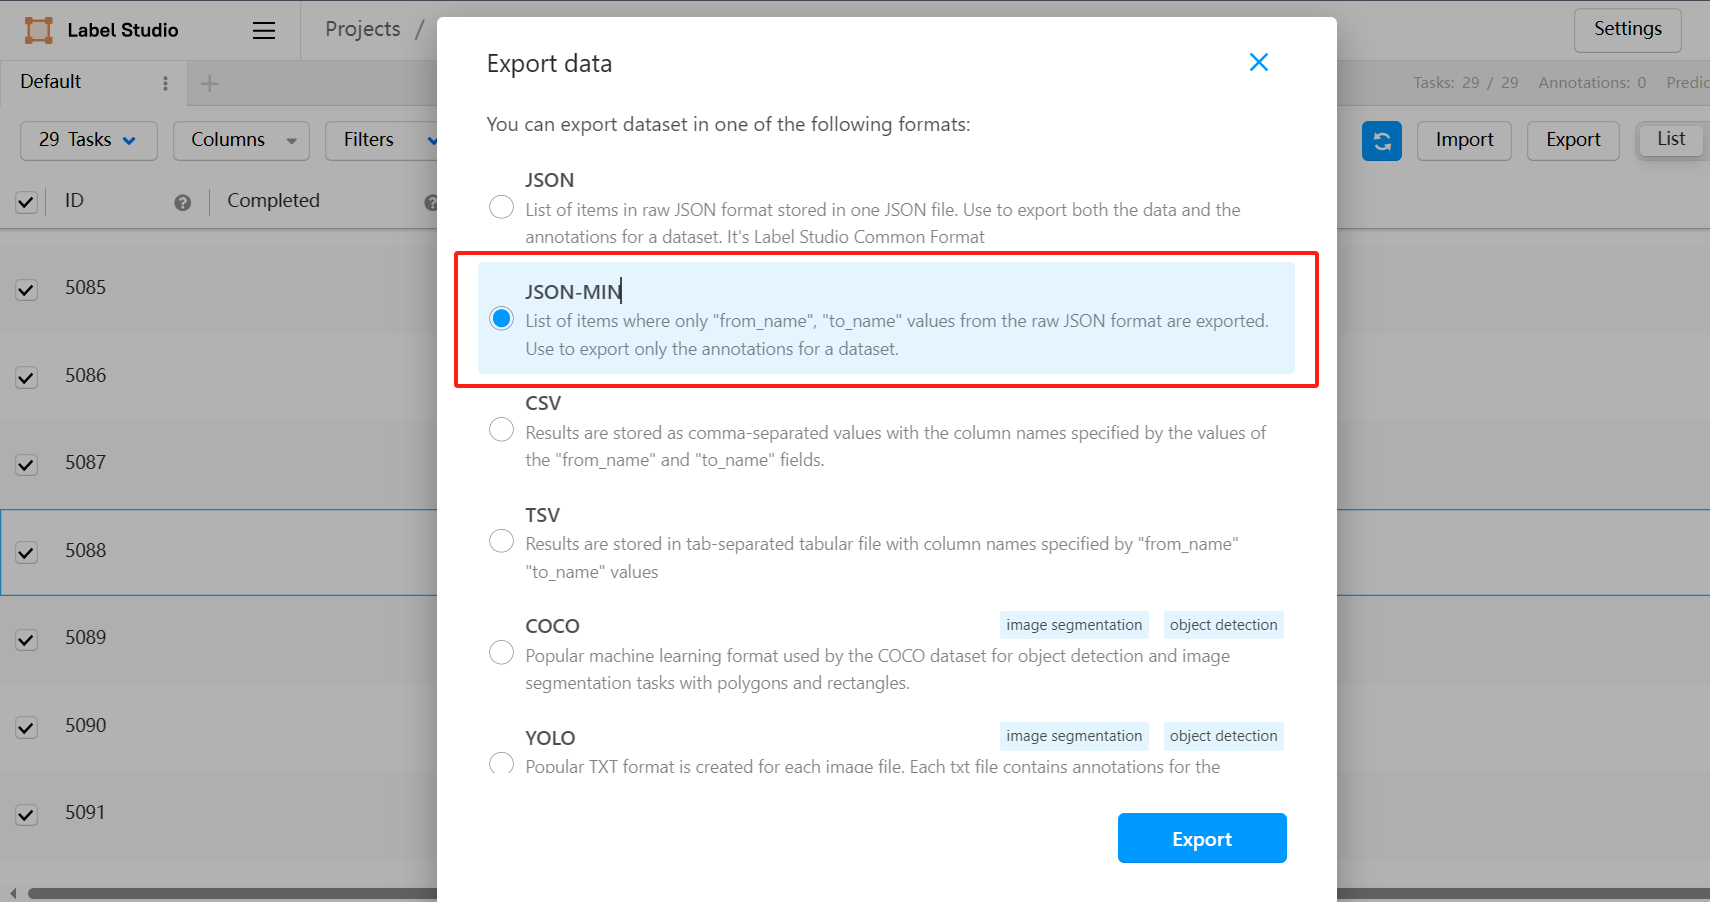 Label Studio
Projects /
Settings
Default
Tasks: 29 / 29 Annotations: 0
29 Tasks
Columns
Filters
Import
Export
List
ID
Completed
5085
5086
5087
5088
5089
5090
5091
Export data
You can export dataset in one of the following formats:
JSON
List of items in raw JSON format stored in one JSON file. Use to export both the data and the
annotations for a dataset. It's Label Studio Common Format
JSON-MIN
List of items where only "from_name", "to_name" values from the raw JSON format are exported.
Use to export only the annotations for a dataset.
CSV
Results are stored as comma-separated values with the column names specified by the values of
the "from_name" and "to_name" fields.
TSV
Results are stored in tab-separated tabular file with column names specified by "from_name"
"to_name" values
COCO
image segmentation object detection
Popular machine learning format used by the COCO dataset for object detection and image
segmentation tasks with polygons and rectangles.
YOLO
image segmentation object detection
Popular TXT format is created for each image file. Each txt file contains annotations for the
Export